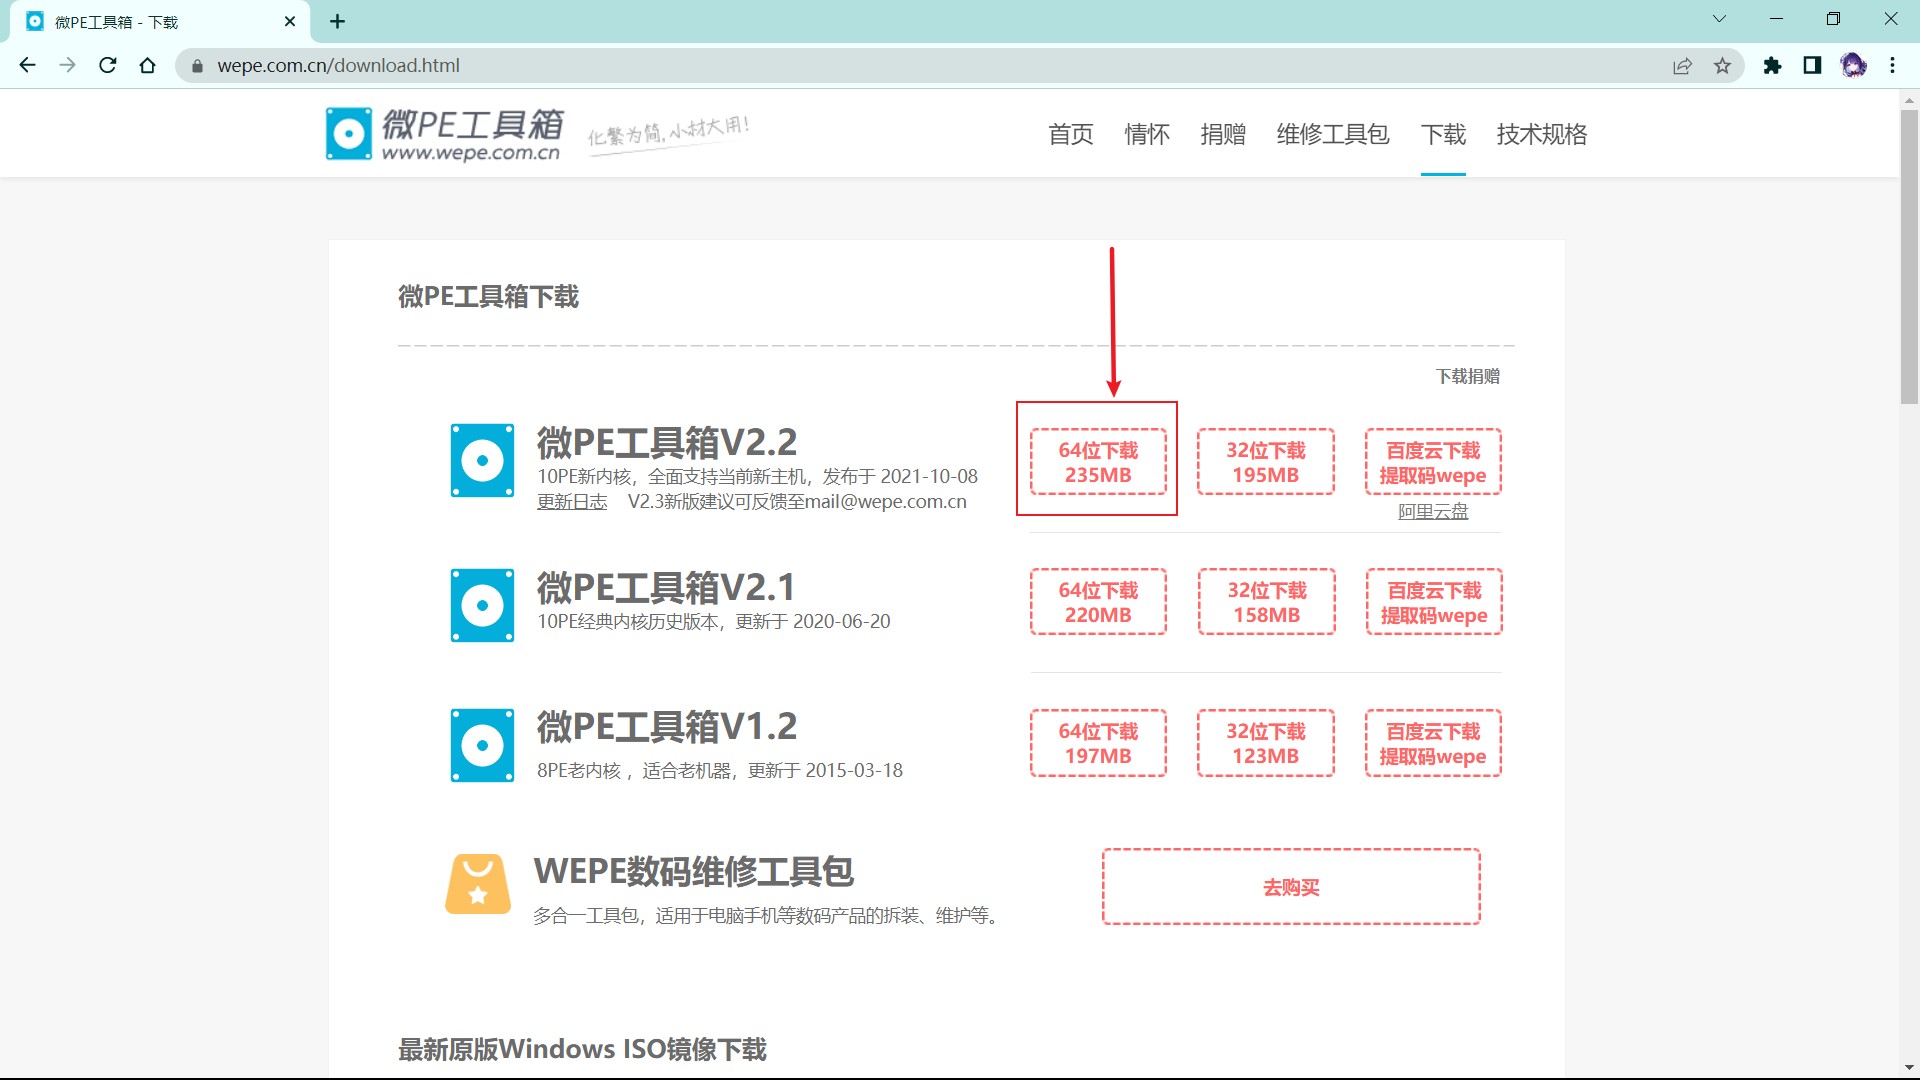 微PE工具箱 - 下载
wepe.com.cn/download.html
微PE工具箱
www.wepe.com.cn
化繁为简,小材大用!
首页 情怀 捐赠 维修工具包 下载 技术规格
微PE工具箱下载
下载捐赠
微PE工具箱V2.2
10PE新内核，全面支持当前新主机，发布于 2021-10-08
更新日志 V2.3新版建议可反馈至mail@wepe.com.cn
64位下载
235MB
32位下载
195MB
百度云下载
提取码wepe
阿里云盘
微PE工具箱V2.1
10PE经典内核历史版本，更新于 2020-06-20
64位下载
220MB
32位下载
158MB
百度云下载
提取码wepe
微PE工具箱V1.2
8PE老内核 ，适合老机器，更新于 2015-03-18
64位下载
197MB
32位下载
123MB
百度云下载
提取码wepe
WEPE数码维修工具包
多合一工具包，适用于电脑手机等数码产品的拆装、维护等。
去购买
最新原版Windows ISO镜像下载